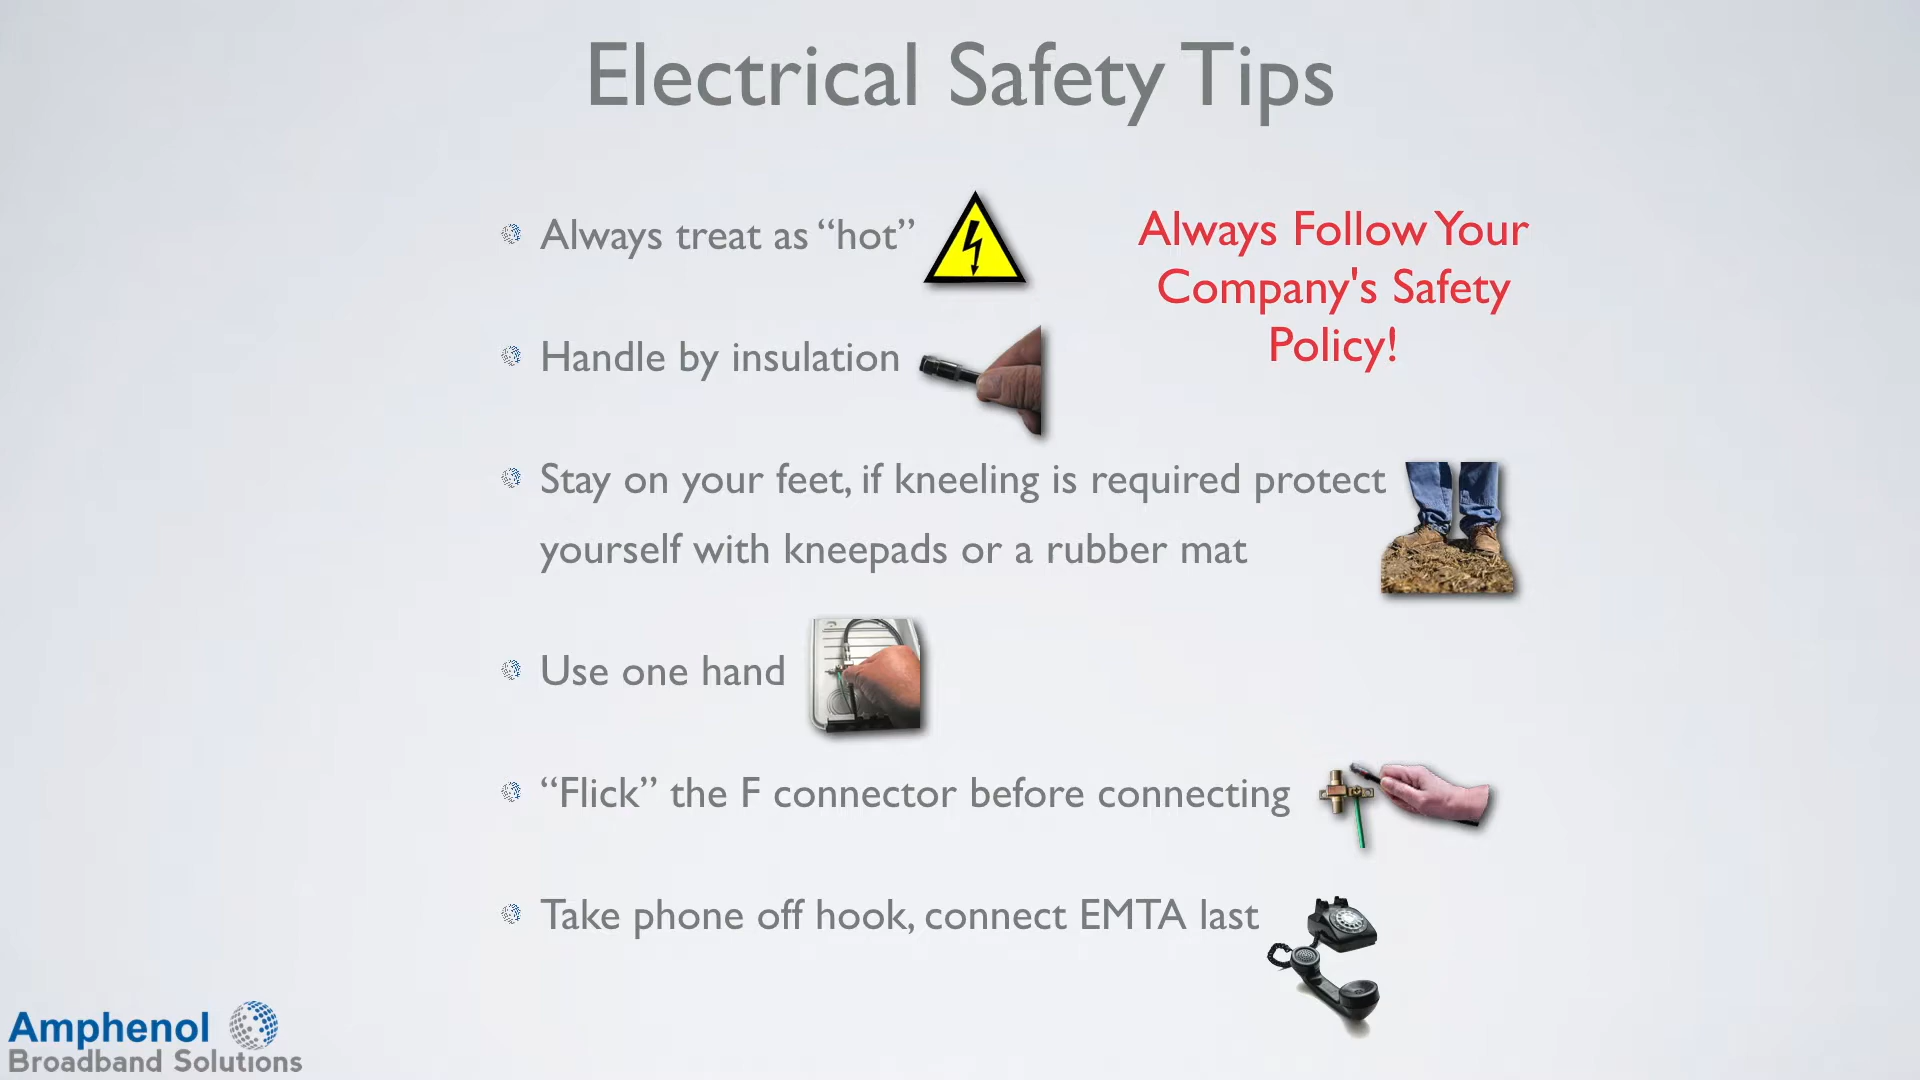 Electrical Safety Tips
Always treat as “hot”
Always Follow Your
Company's Safety
Policy!
Handle by insulation
Stay on your feet, if kneeling is required protect
yourself with kneepads or a rubber mat
Use one hand
“Flick” the F connector before connecting
Take phone off hook, connect EMTA last
Amphenol
Broadband Solutions